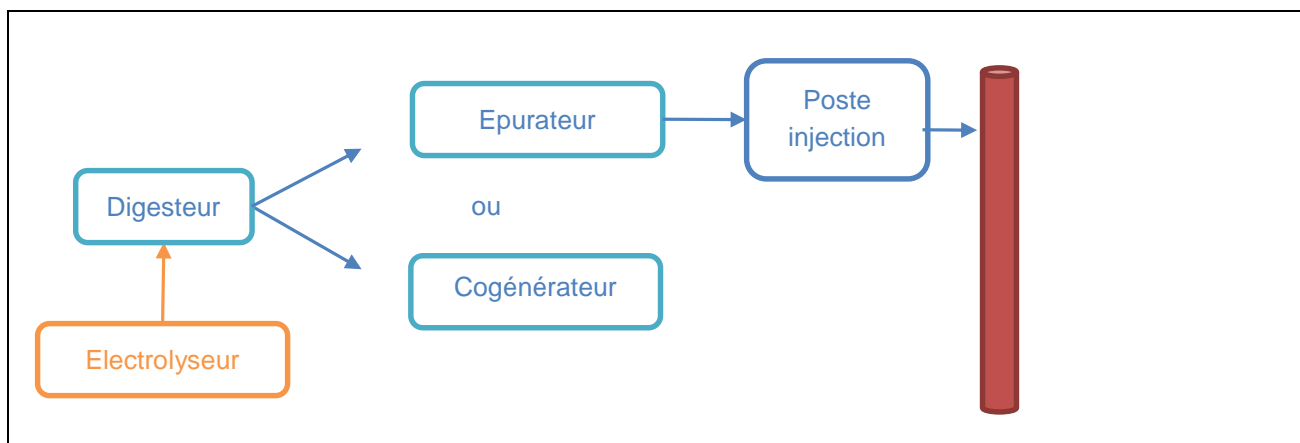 Poste
injection
Epurateur
Digesteur
ou
Cogénérateur
Electrolyseur